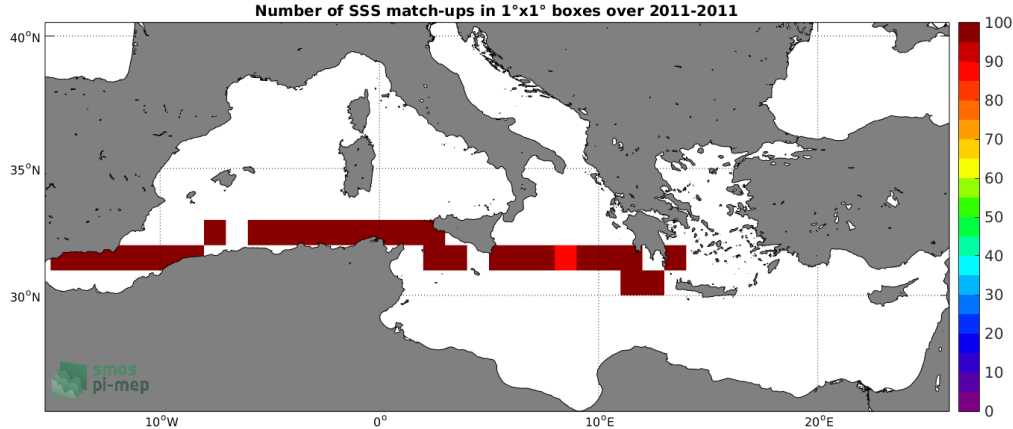 Number of SSS match-ups in 1°x1° boxes over 2011-2011
40°N
35°N
30°N
10°W
0°
10°E
20°E
100
90
80
70
60
50
40
30
20
10
0
smos
pi-mep